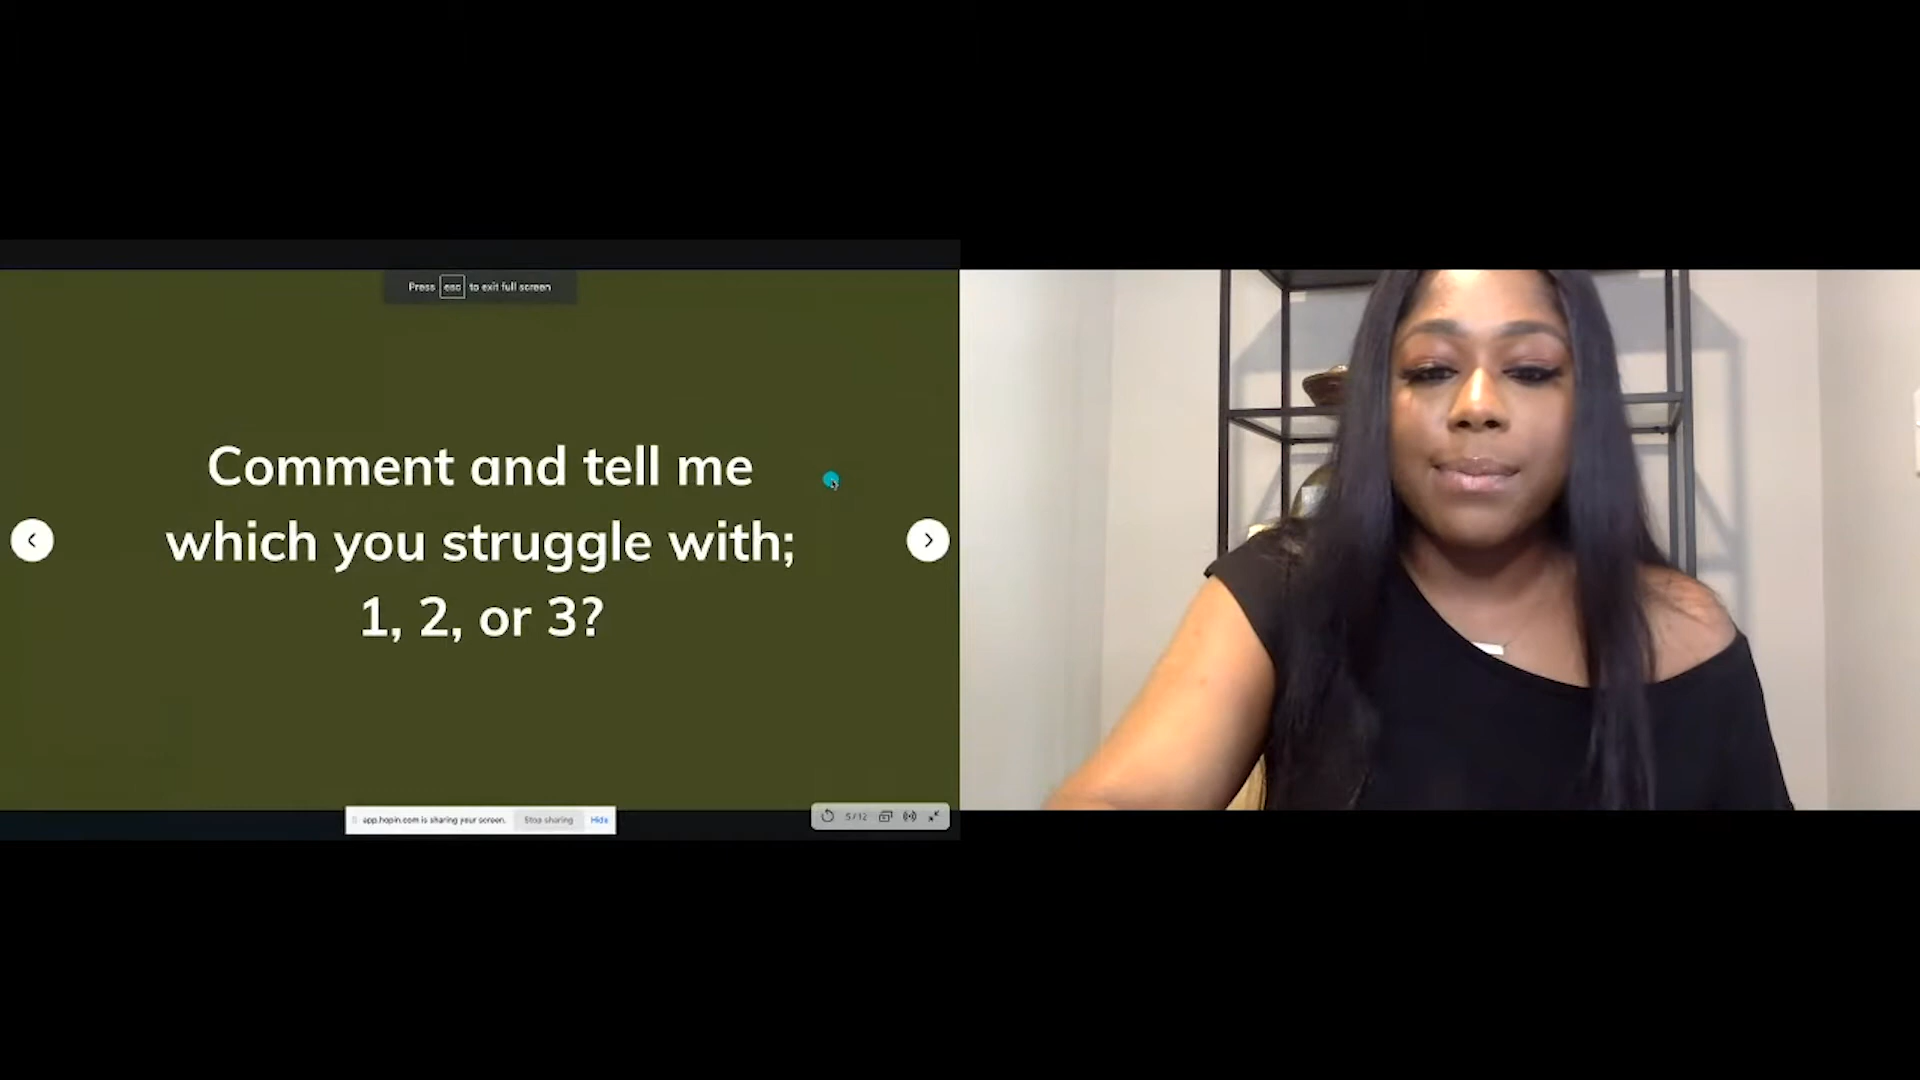 Press esc to exit full screen
Comment and tell me
which you struggle with;
1, 2, or 3?
app.hopin.com is sharing your screen. Stop sharing Hide
5/12